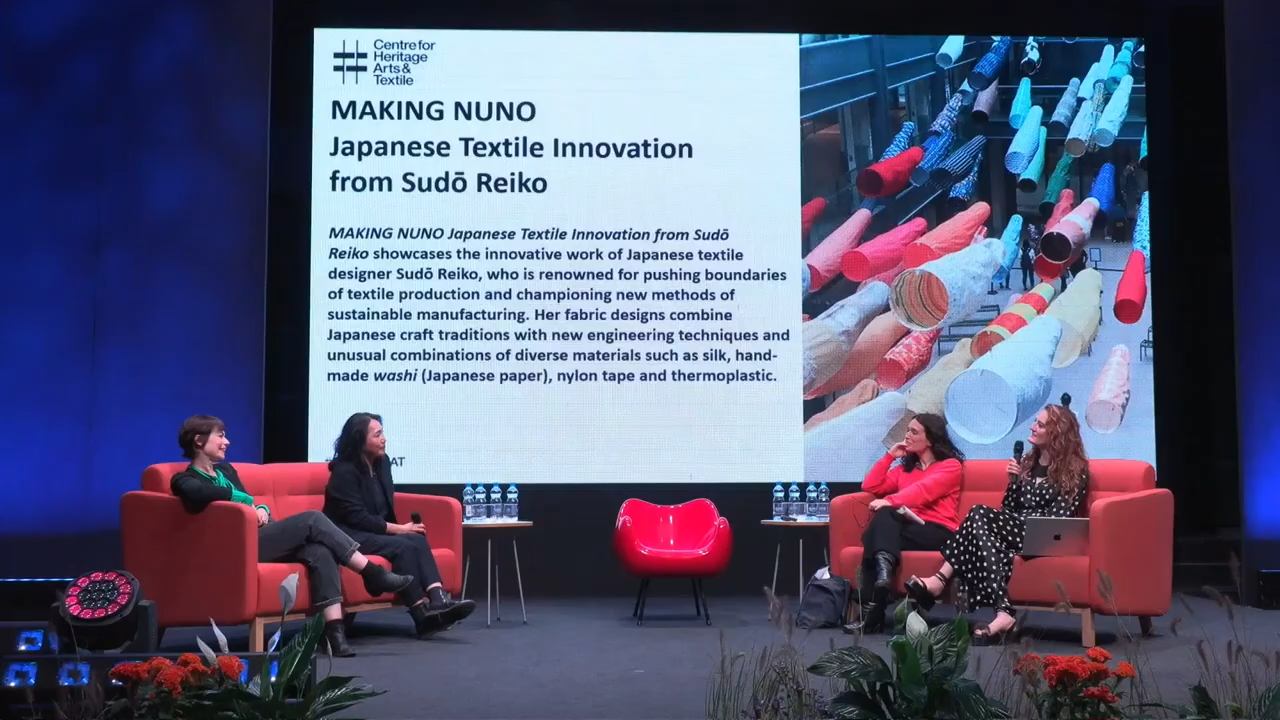 Centre for
Heritage
Arts &
Textile
MAKING NUNO
Japanese Textile Innovation
from Sudō Reiko
MAKING NUNO Japanese Textile Innovation from Sudō
Reiko showcases the innovative work of Japanese textile
designer Sudō Reiko, who is renowned for pushing boundaries
of textile production and championing new methods of
sustainable manufacturing. Her fabric designs combine
Japanese craft traditions with new engineering techniques and
unusual combinations of diverse materials such as silk, hand-
made washi (Japanese paper), nylon tape and thermoplastic.